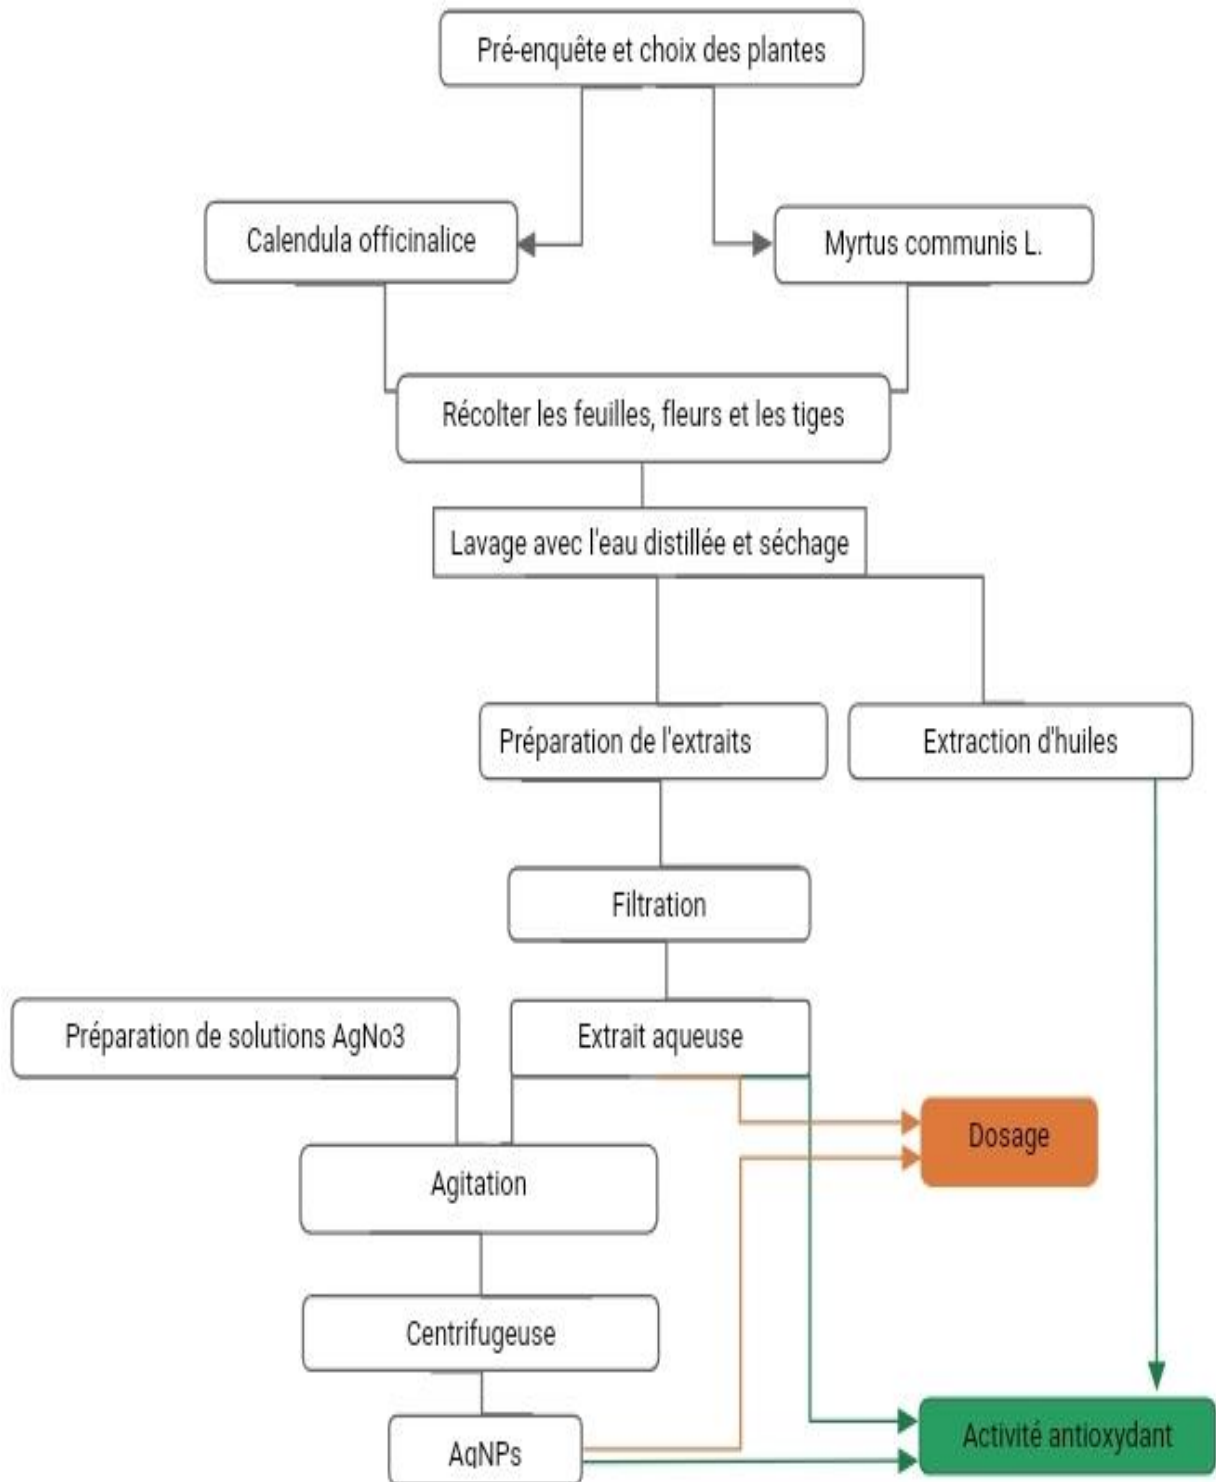 Pré-enquête et choix des plantes
Calendula officinalice
Myrtus communis L.
Récolter les feuilles, fleurs et les tiges
Lavage avec l'eau distillée et séchage
Préparation de l'extraits
Extraction d'huiles
Filtration
Préparation de solutions AgNo3
Extrait aqueuse
Dosage
Agitation
Centrifugeuse
Activité antioxydant
AgNPs